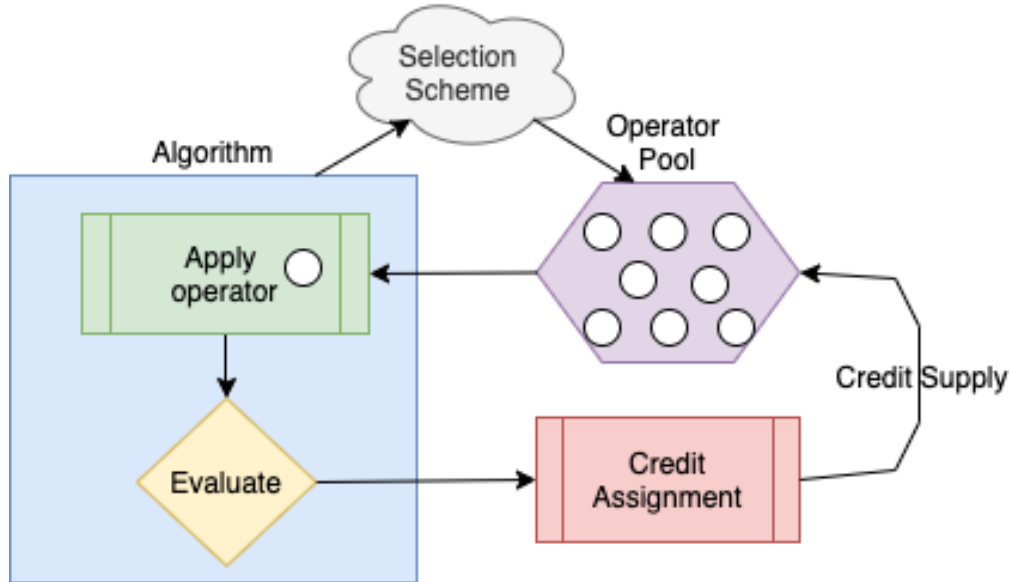 Selection
Scheme
Operator
Pool
Algorithm
Apply
operator
Credit Supply
Evaluate
Credit
Assignment